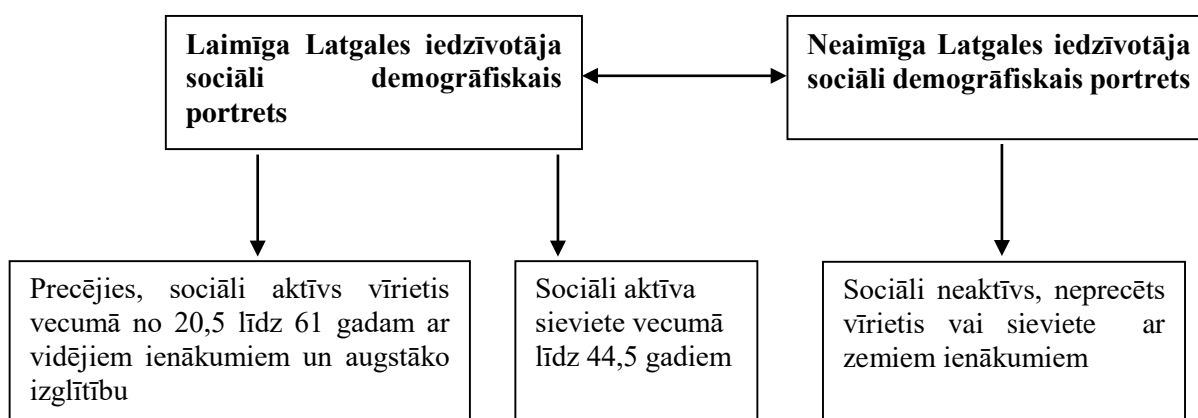 Laimīga Latgales iedzīvotāja
sociāli demogrāfiskais
portrets
Neaimīga Latgales iedzīvotāja
sociāli demogrāfiskais portrets
Precējies, sociāli aktīvs vīrietis
vecumā no 20,5 līdz 61 gadam ar
vidējiem ienākumiem un augstāko
izglītību
Sociāli aktīva
sieviete vecumā
līdz 44,5 gadiem
Sociāli neaktīvs, neprecēts
vīrietis vai sieviete ar
zemiem ienākumiem